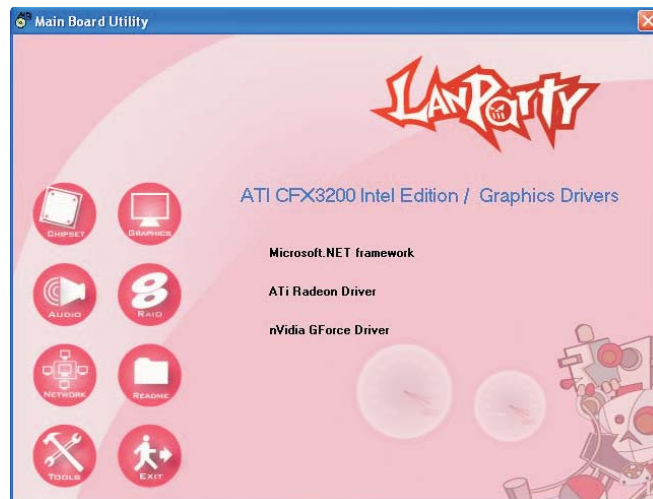 Main Board Utility
LanParty
ATI CFX3200 Intel Edition / Graphics Drivers
Microsoft.NET framework
ATi Radeon Driver
nVidia GForce Driver
CHIPSET
GRAPHICS
AUDIO
RAID
NETWORK
README
TOOLS
EXIT